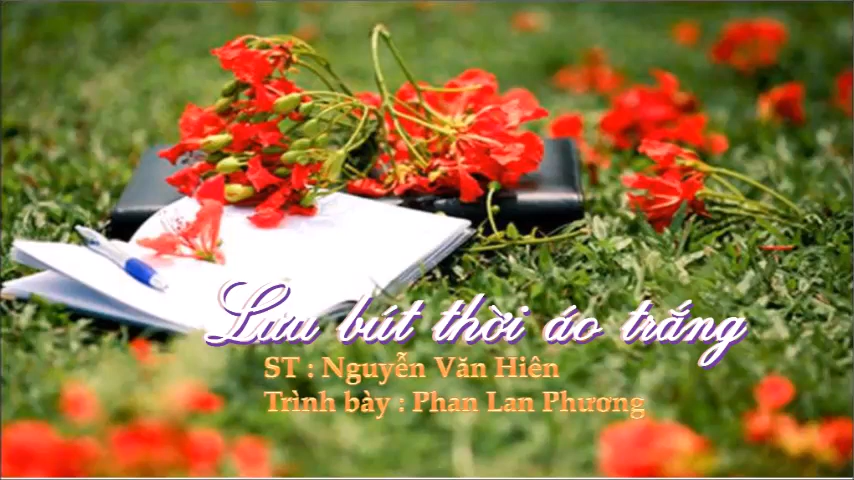 Lưu bút thời áo trắng
ST : Nguyễn Văn Hiên
Trình bày : Phan Lan Phương